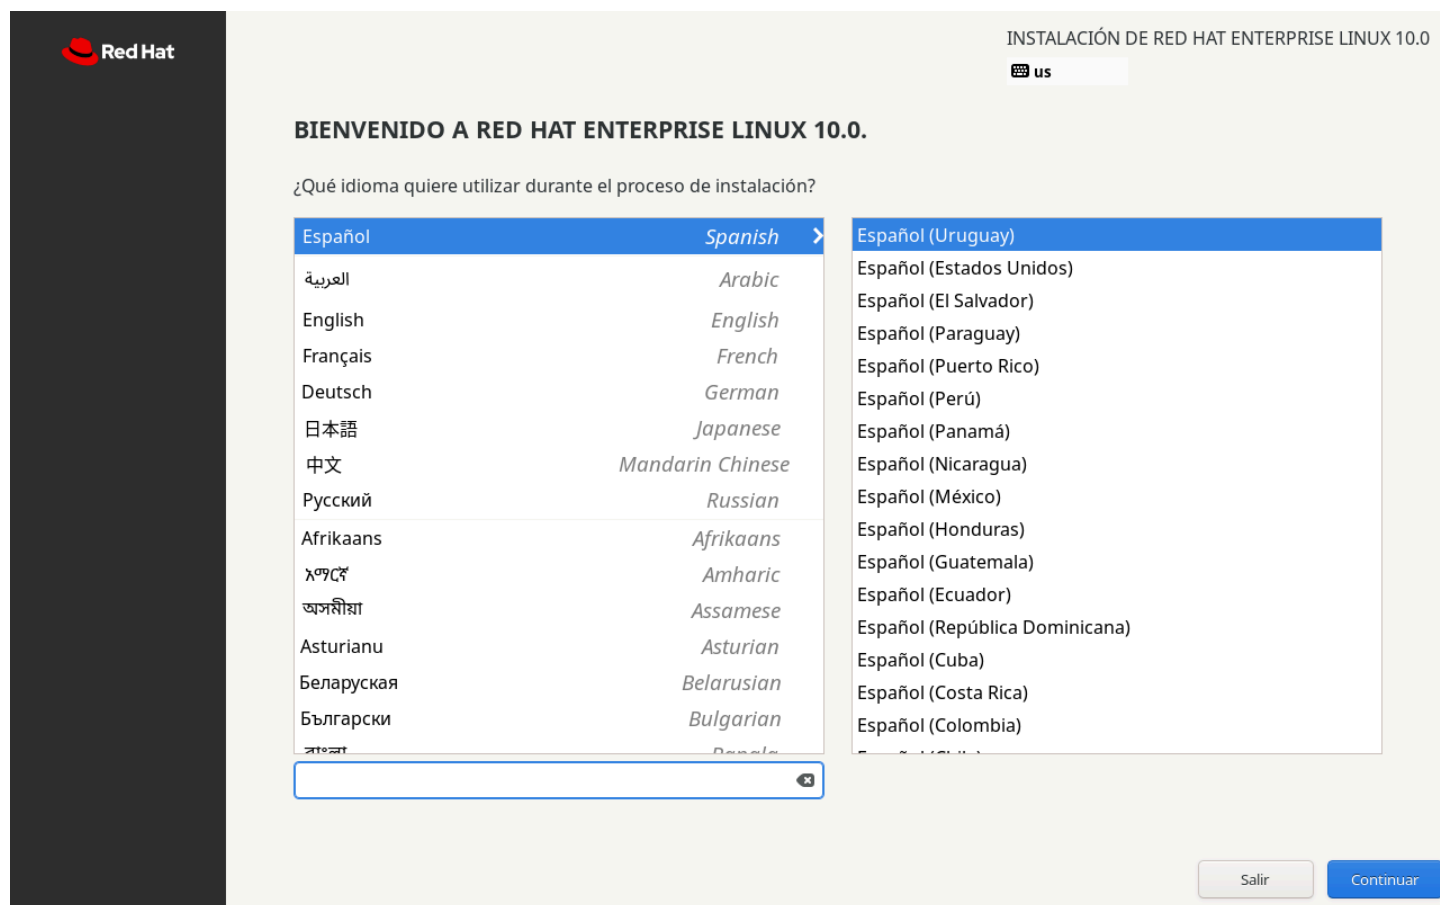 Red Hat
INSTALACIÓN DE RED HAT ENTERPRISE LINUX 10.0
us
BIENVENIDO A RED HAT ENTERPRISE LINUX 10.0.
¿Qué idioma quiere utilizar durante el proceso de instalación?
Español Spanish
العربية Arabic
English English
Français French
Deutsch German
日本語 Japanese
中文 Mandarin Chinese
Русский Russian
Afrikaans Afrikaans
አማርኛ Amharic
অসমীয়া Assamese
Asturianu Asturian
Беларуская Belarusian
Български Bulgarian
বাংলা Bangla
Español (Uruguay)
Español (Estados Unidos)
Español (El Salvador)
Español (Paraguay)
Español (Puerto Rico)
Español (Perú)
Español (Panamá)
Español (Nicaragua)
Español (México)
Español (Honduras)
Español (Guatemala)
Español (Ecuador)
Español (República Dominicana)
Español (Cuba)
Español (Costa Rica)
Español (Colombia)
Español (Chile)
Salir
Continuar